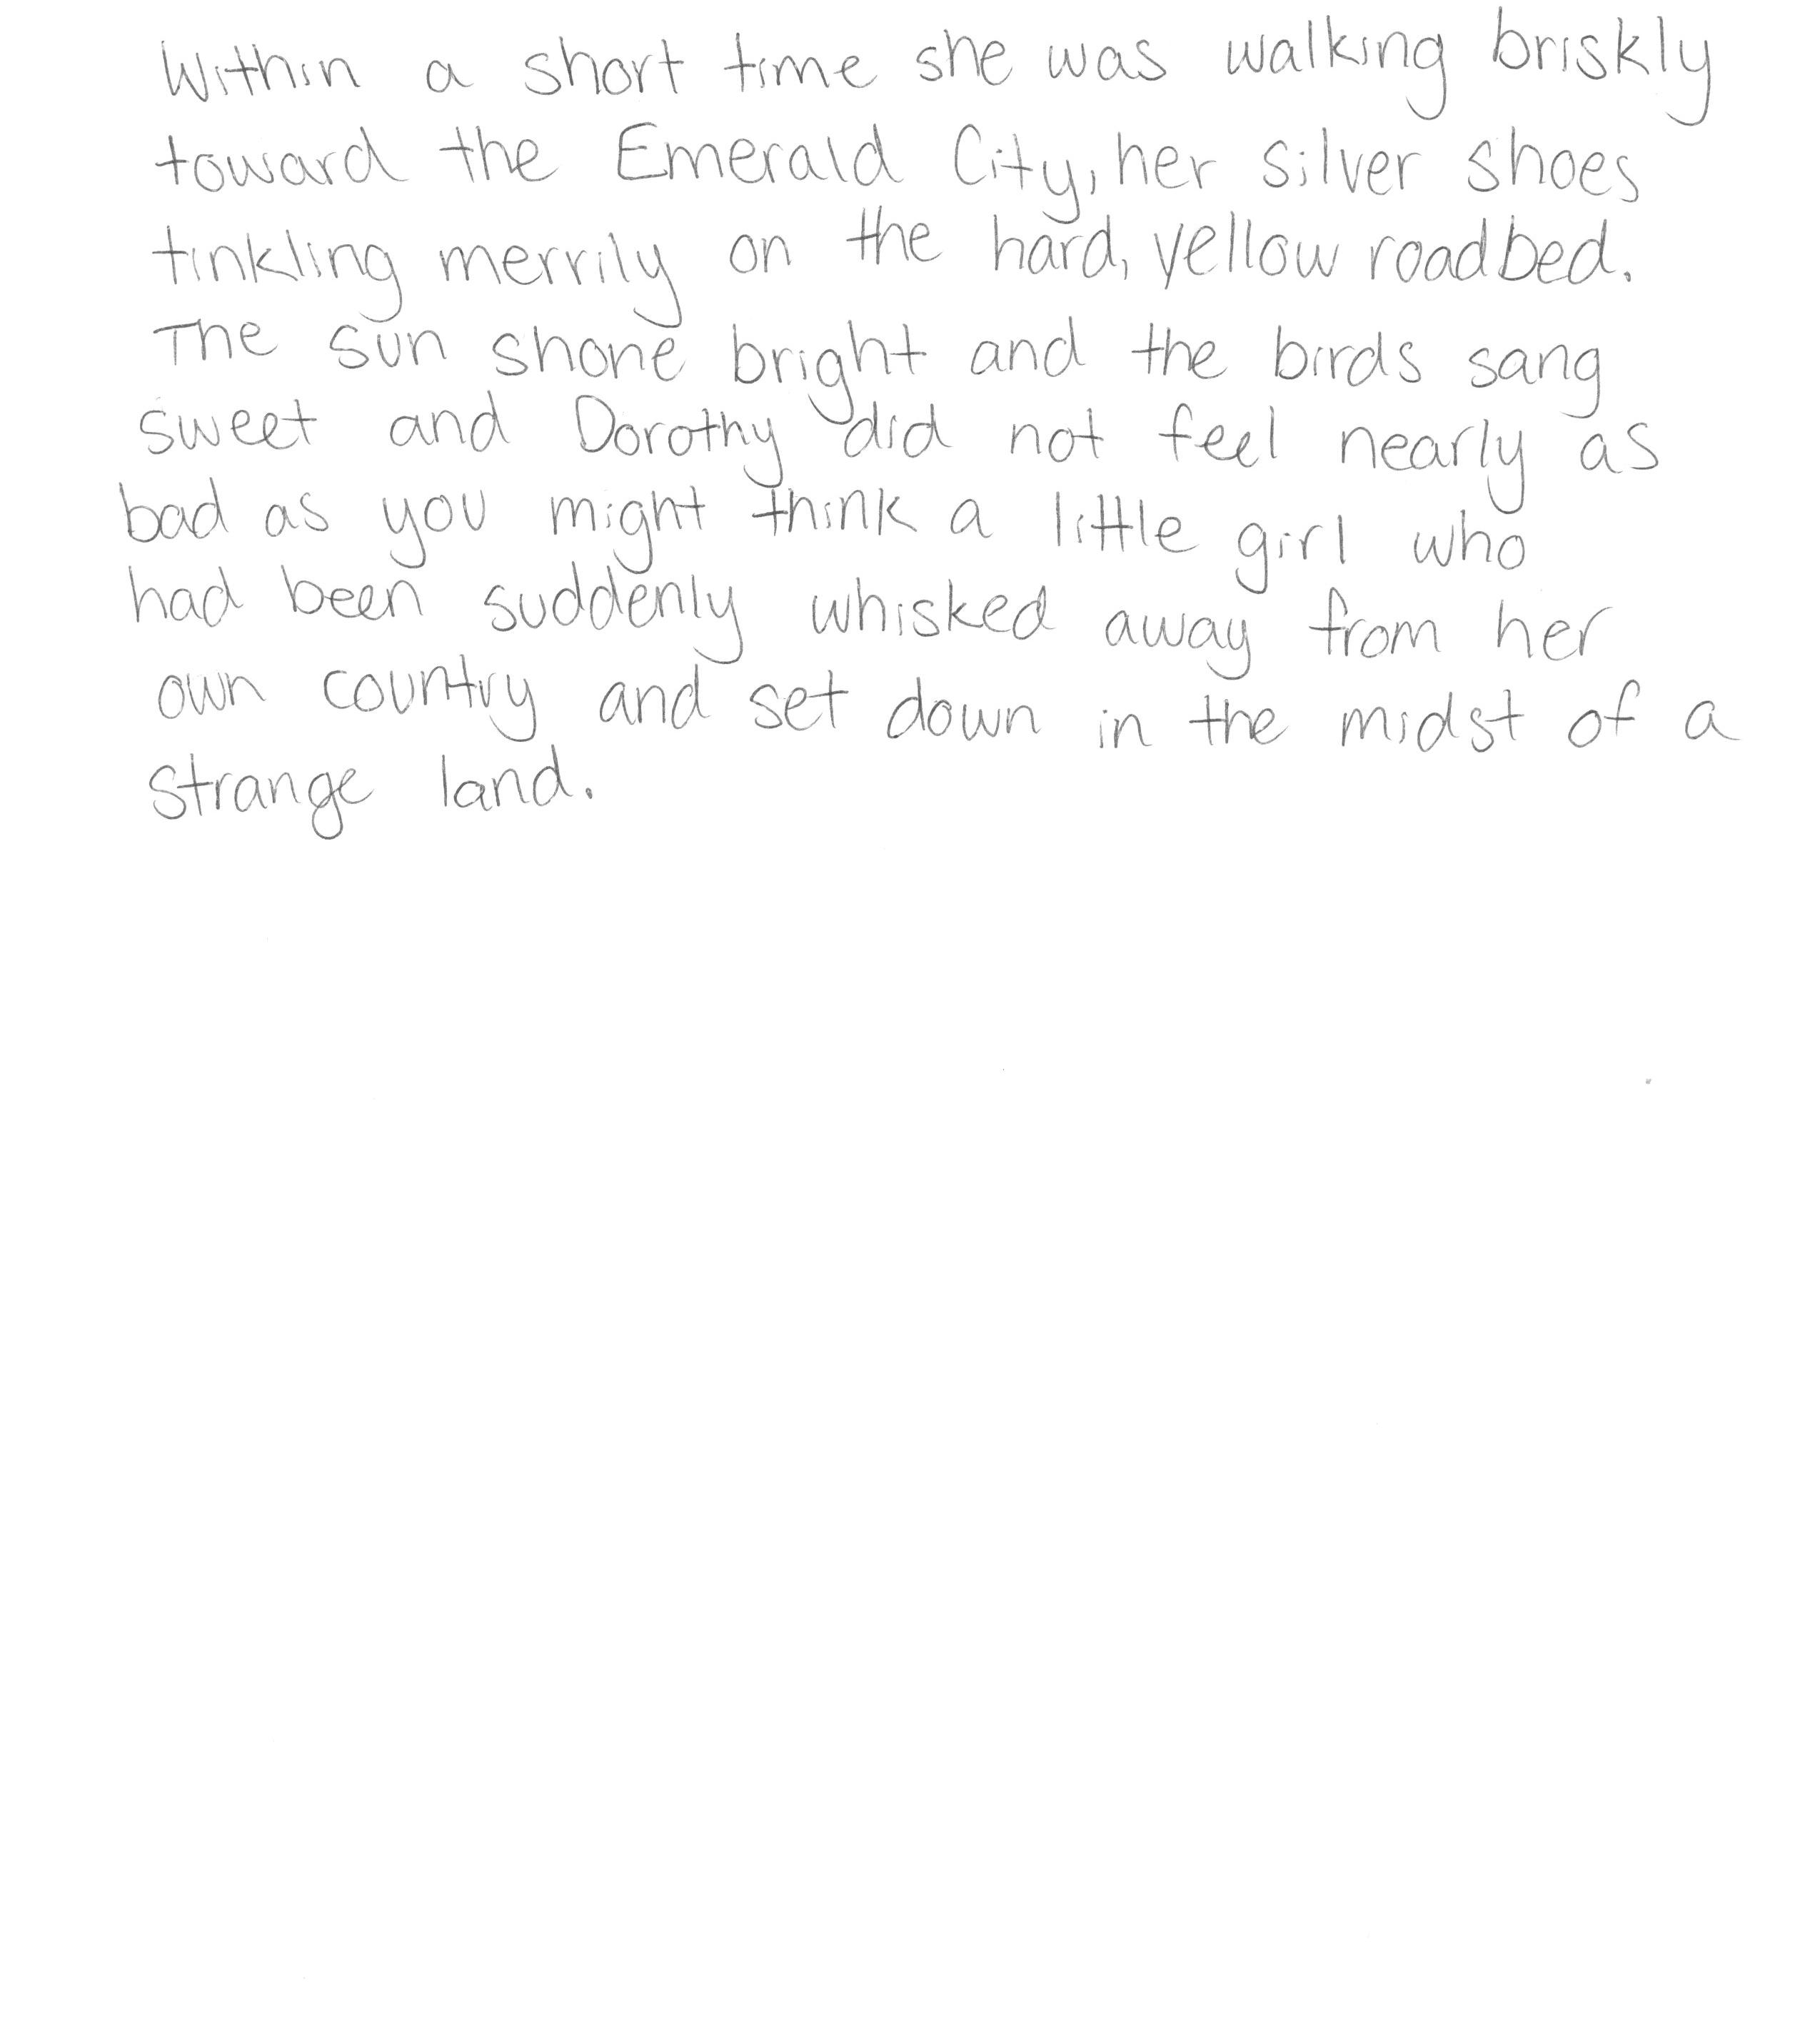 Within a short time she was walking briskly
toward the Emerald City, her silver shoes
tinkling merrily on the hard, yellow roadbed.
The sun shone bright and the birds sang
sweet and Dorothy did not feel nearly as
bad as you might think a little girl who
had been suddenly whisked away from her
own country and set down in the midst of a
strange land.